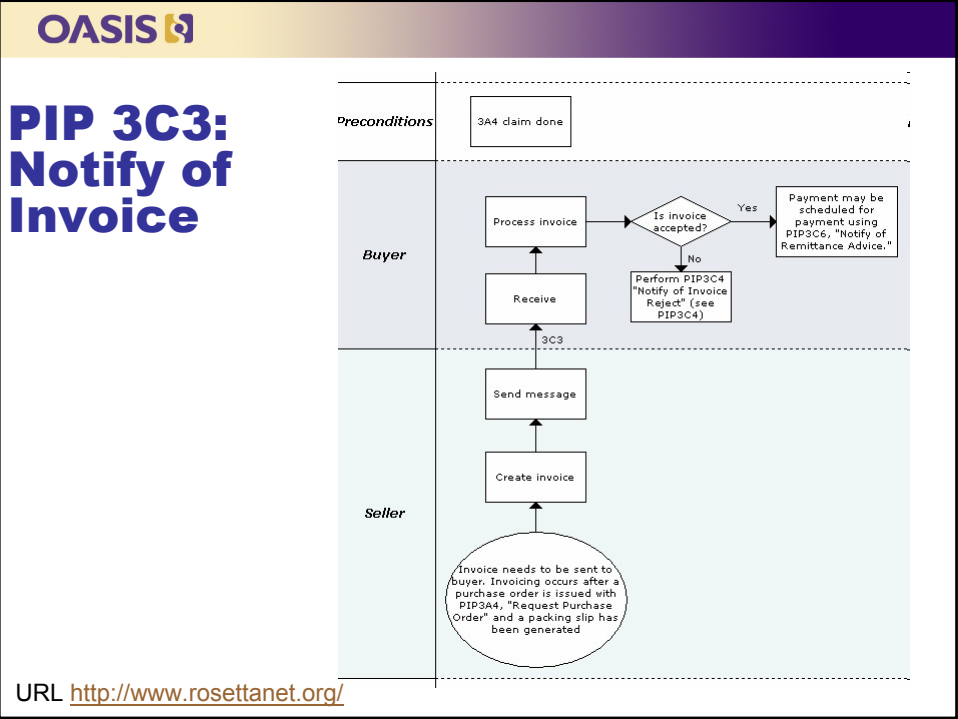 OASIS
PIP 3C3:
Notify of
Invoice
Preconditions
3A4 claim done
Buyer
Process invoice
Is invoice
accepted?
Yes
Payment may be
scheduled for
payment using
PIP3C6, "Notify of
Remittance Advice."
No
Perform PIP3C4
"Notify of Invoice
Reject" (see
PIP3C4)
Receive
3C3
Seller
Send message
Create invoice
Invoice needs to be sent to
buyer. Invoicing occurs after a
purchase order is issued with
PIP3A4, "Request Purchase
Order" and a packing slip has
been generated
URL http://www.rosettanet.org/